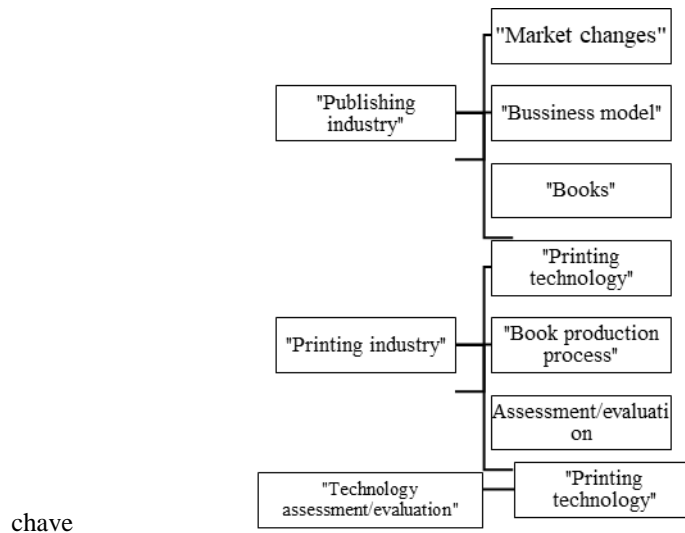 "Market changes"
"Publishing
industry"
"Bussiness model"
"Books"
"Printing
technology"
"Printing industry"
"Book production
process"
Assessment/evaluati
on
"Technology
assessment/evaluation"
"Printing
technology"
chave